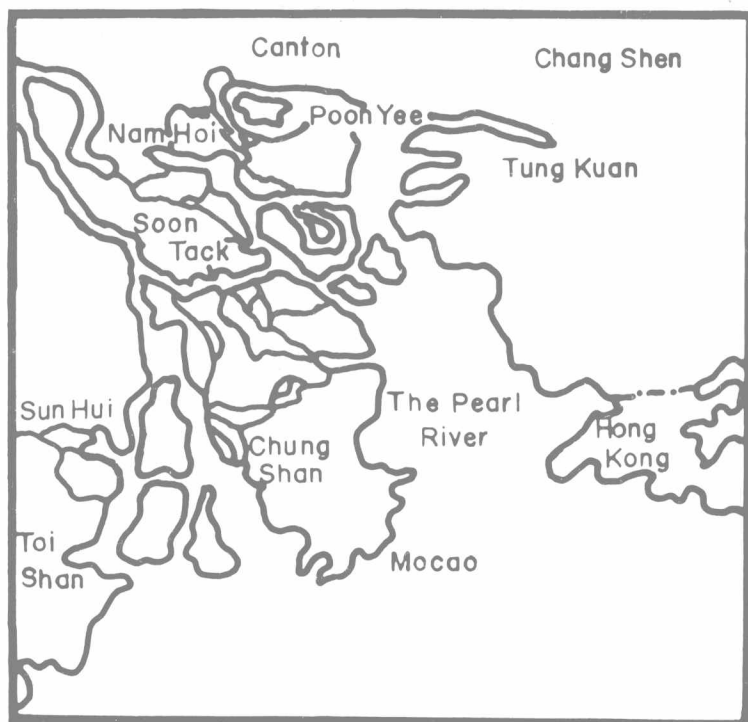 Canton
Chang Shen
Nam Hoi
Poon Yee
Tung Kuan
Soon
Tack
Sun Hui
The Pearl
River
Hong
Kong
Chung
Shan
Toi
Shan
Mocao